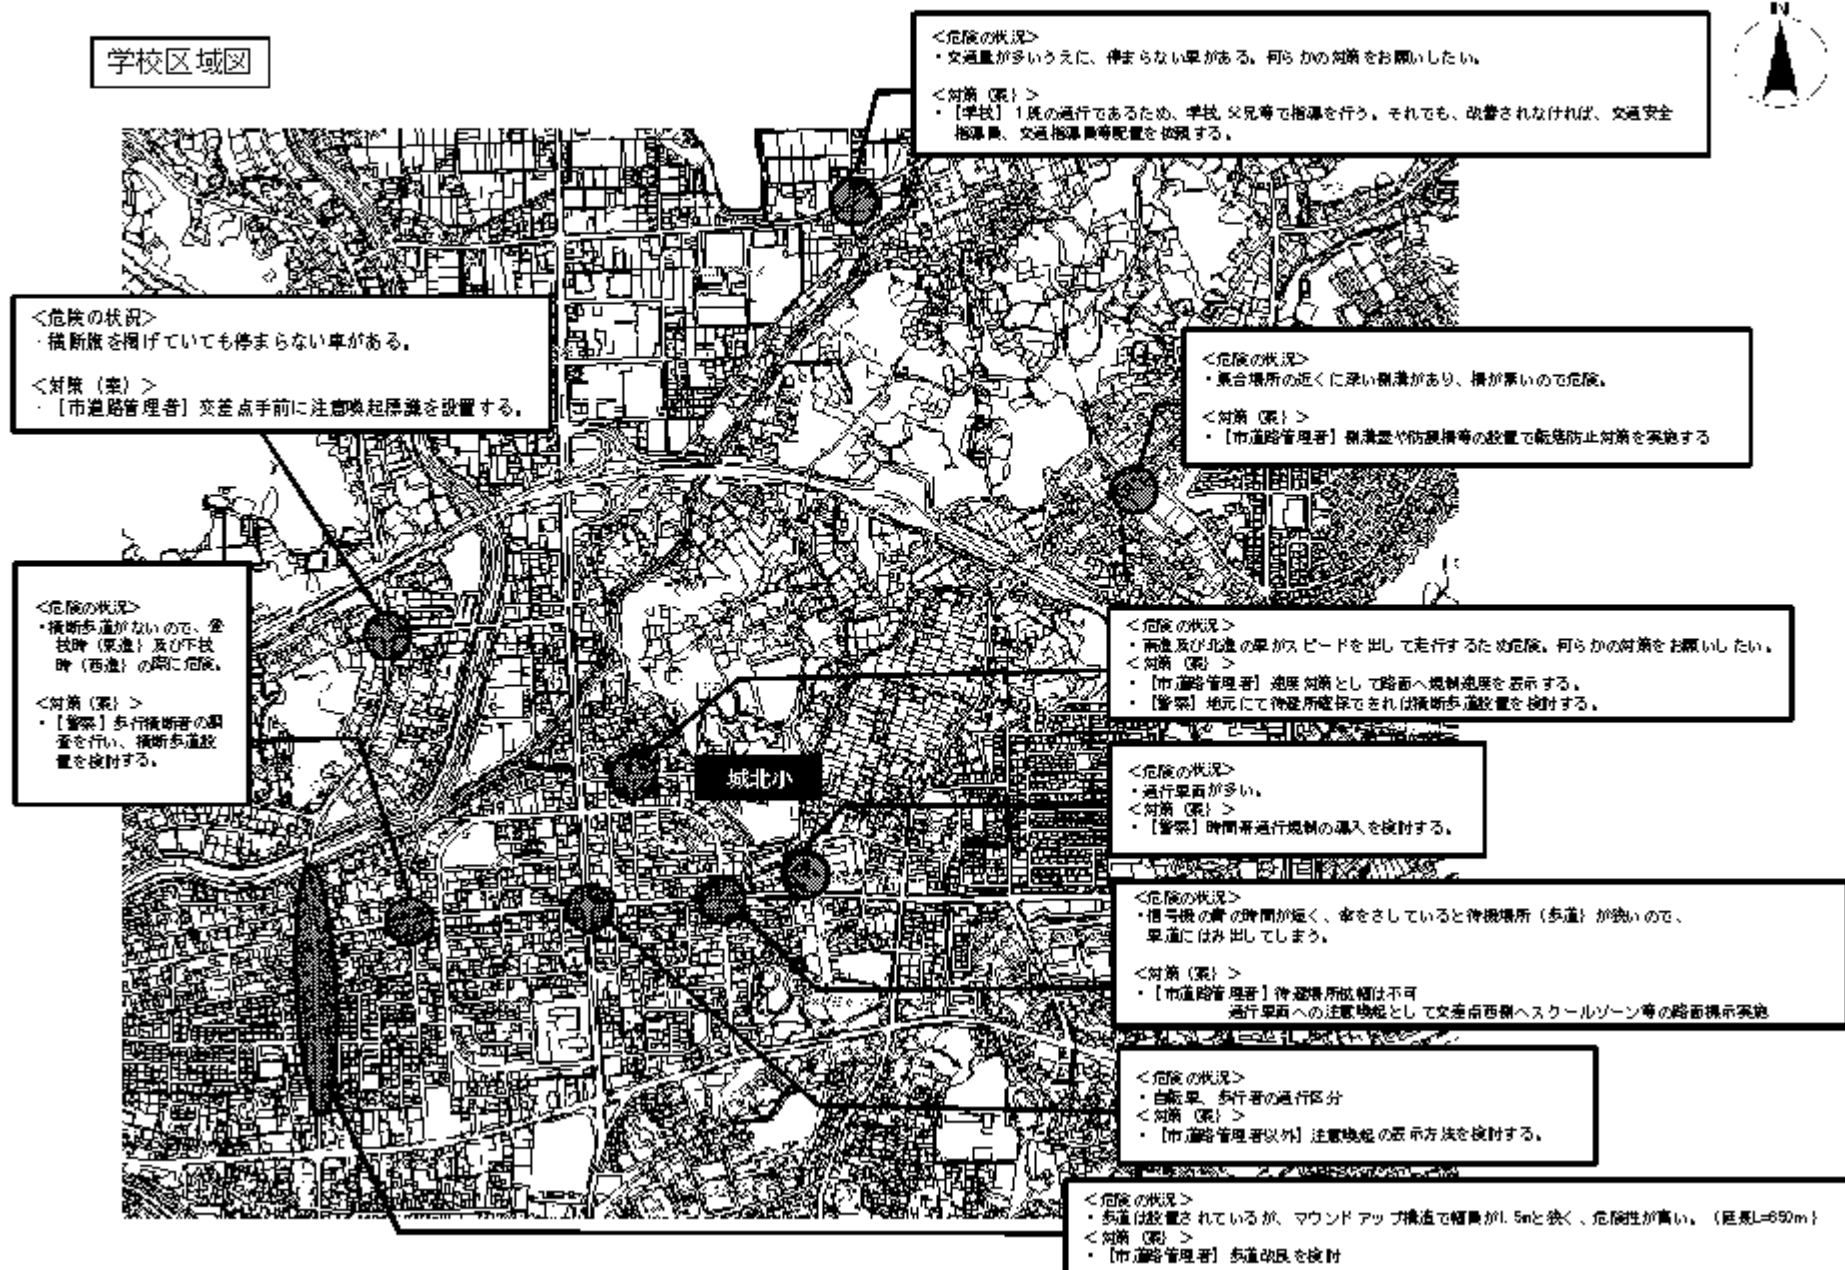 学校区域図
N
＜危険の状況＞
・交通量が多いうえに、停まらない車がある。何らかの対策をお願いしたい。
＜対策（案）＞
・【学校】１班の通行であるため、学校、父兄等で指導を行う。それでも、改善されなければ、交通安全
指導員、交通指導員等配置を依頼する。
＜危険の状況＞
・横断旗を掲げていても停まらない車がある。
＜対策（案）＞
・【市道路管理者】交差点手前に注意喚起標識を設置する。
＜危険の状況＞
・集合場所の近くに深い側溝があり、柵が無いので危険。
＜対策（案）＞
・【市道路管理者】側溝蓋や防護柵等の設置で転落防止対策を実施する
＜危険の状況＞
・横断歩道がないので、登
校時（東進）及び下校
時（西進）の際に危険。
＜対策（案）＞
・【警察】歩行横断者の調
査を行い、横断歩道設
置を検討する。
＜危険の状況＞
・南進及び北進の車がスピードを出して走行するため危険。何らかの対策をお願いしたい。
＜対策（案）＞
・【市道路管理者】速度対策として路面へ規制速度を表示する。
・【警察】地元にて待避所確保できれば横断歩道設置を検討する。
城北小
＜危険の状況＞
・通行車両が多い。
＜対策（案）＞
・【警察】時間帯通行規制の導入を検討する。
＜危険の状況＞
・信号機の青の時間が短く、傘をさしていると待機場所（歩道）が狭いので、
車道にはみ出してしまう。
＜対策（案）＞
・【市道路管理者】待避場所拡幅は不可
通行車両への注意喚起として交差点西側へスクールゾーン等の路面標示実施
＜危険の状況＞
・自転車、歩行者の通行区分
＜対策（案）＞
・【市道路管理者以外】注意喚起の表示方法を検討する。
＜危険の状況＞
・歩道は設置されているが、マウンドアップ構造で幅員が1.5mと狭く、危険性が高い。（延長L=650m）
＜対策（案）＞
・【市道路管理者】歩道改良を検討